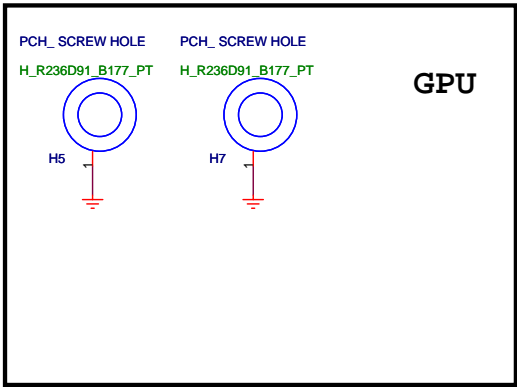 PCH_ SCREW HOLE PCH_ SCREW HOLE
H_R236D91_B177_PT H_R236D91_B177_PT
GPU
H5 1 H7 1